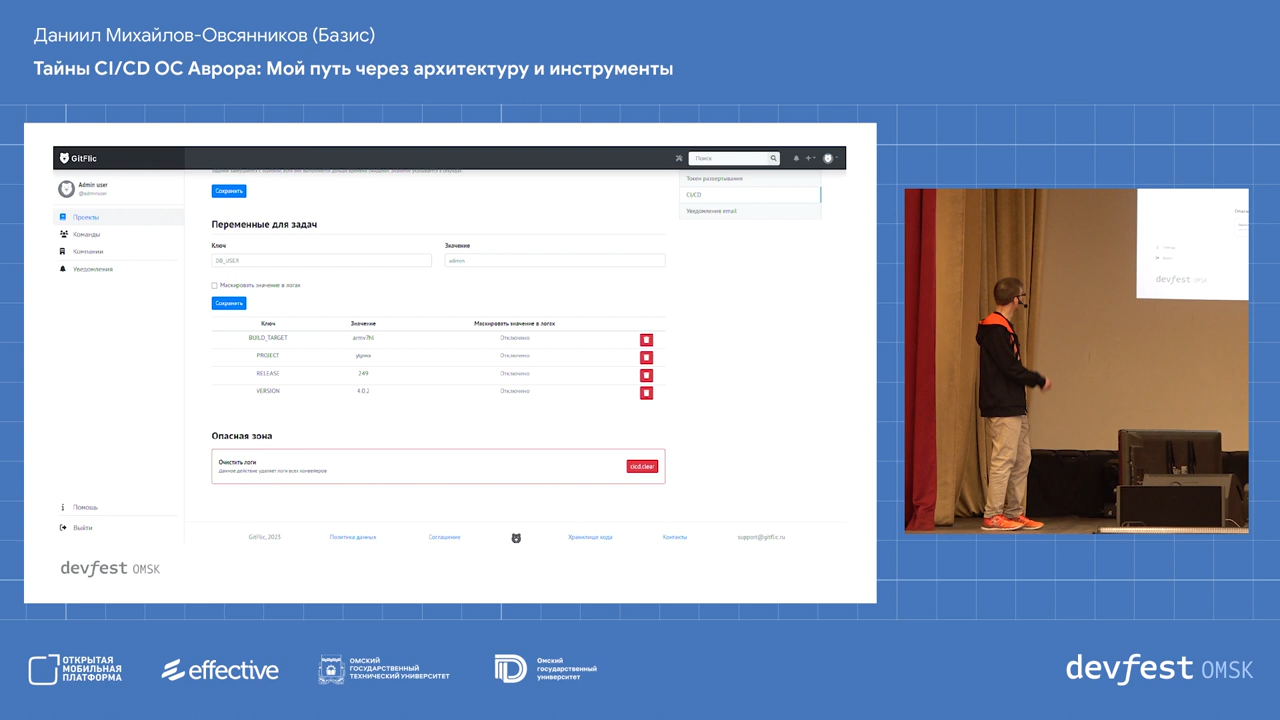 Даниил Михайлов-Овсянников (Базис)
Тайны CI/CD ОС Аврора: Мой путь через архитектуру и инструменты
GitFlic
Поиск
Admin user
@adminuser
Проекты
Команды
Компании
Уведомления
Сохранить
Токен развертывания
CI/CD
Уведомления email
Переменные для задач
Ключ Значение
DB_USER admin
Маскировать значение в логах
Сохранить
Ключ Значение Маскировать значение в логах
BUILD_TARGET armv7hl Отключено
PROJECT Отключено
RELEASE 249 Отключено
VERSION 4.0.2 Отключено
Опасная зона
Очистить логи
Данное действие удаляет логи всех конвейеров
cicd.clear
Помощь
Выйти
GitFlic, 2023 Политика данных Соглашение Хранилище кода Контакты support@gitflic.ru
devfest OMSK
devfest
ОТКРЫТАЯ
МОБИЛЬНАЯ
ПЛАТФОРМА
effective
ОМСКИЙ
ГОСУДАРСТВЕННЫЙ
ТЕХНИЧЕСКИЙ УНИВЕРСИТЕТ
Омский
государственный
университет
devfest OMSK